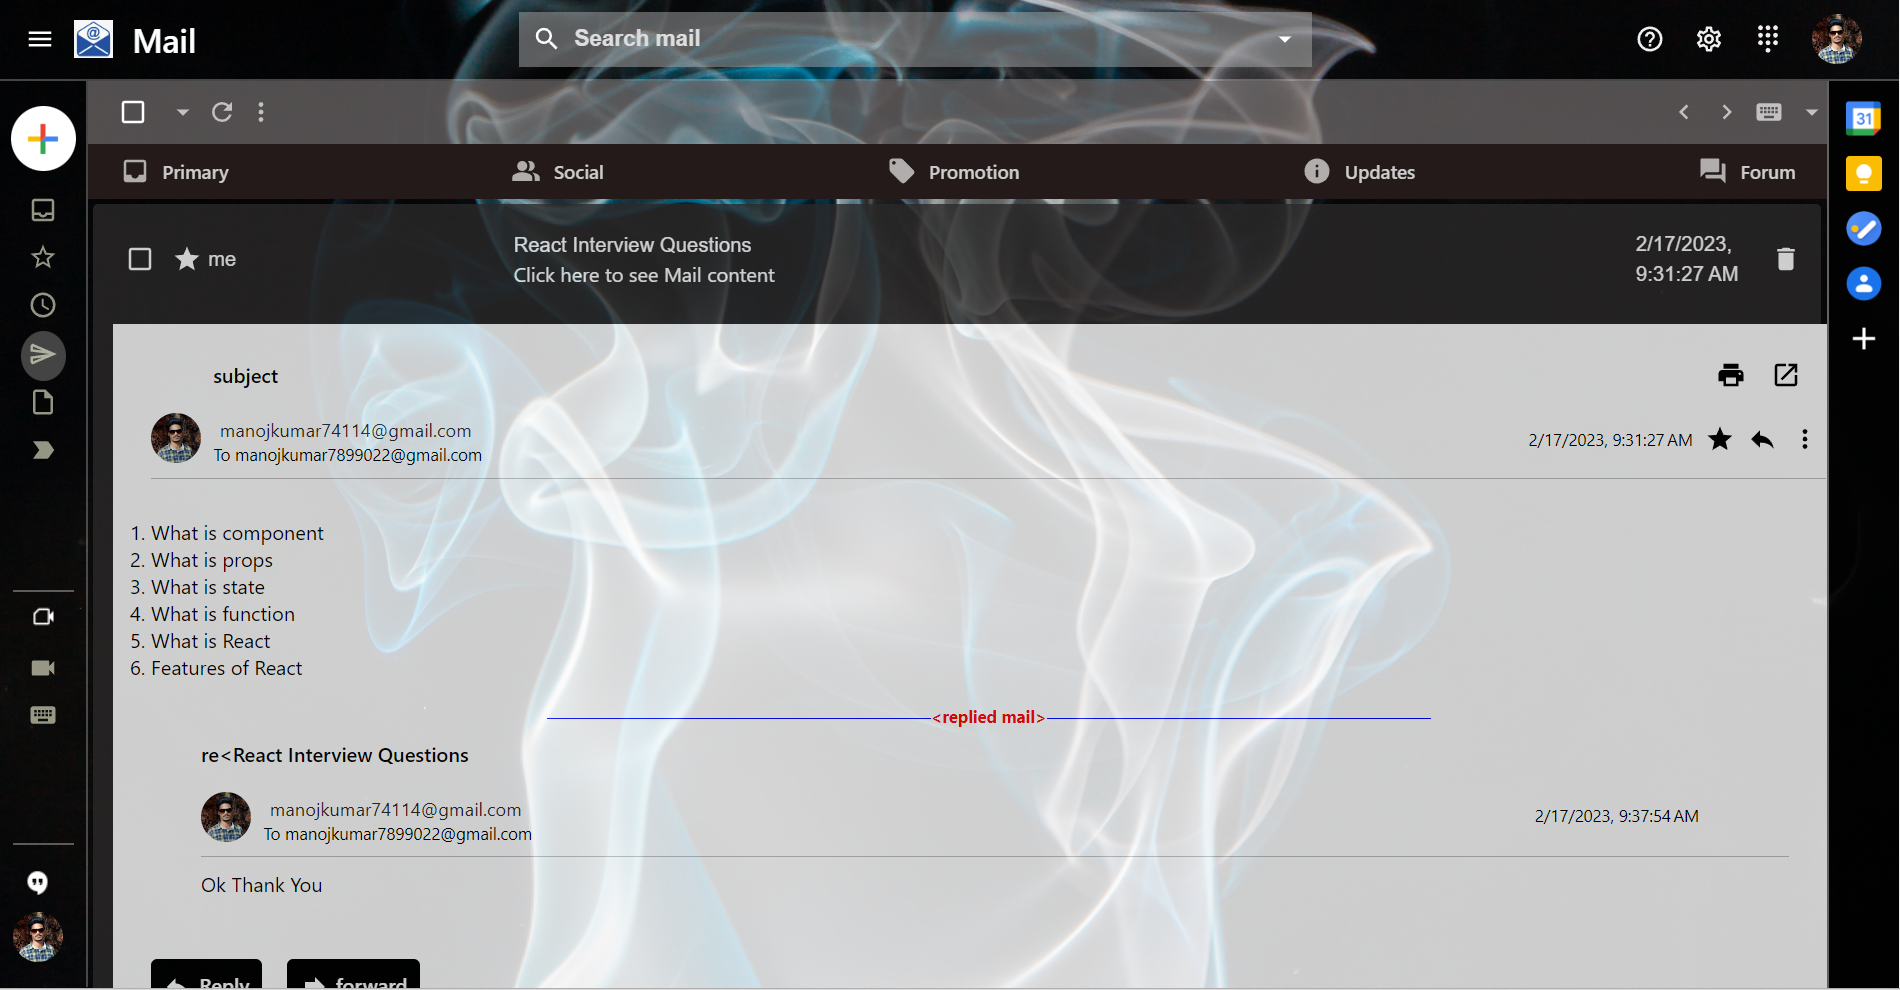 Mail
Search mail
31
Primary
Social
Promotion
Updates
Forum
me
React Interview Questions
Click here to see Mail content
2/17/2023,
9:31:27 AM
subject
manojkumar74114@gmail.com
To manojkumar7899022@gmail.com
2/17/2023, 9:31:27 AM
1. What is component
2. What is props
3. What is state
4. What is function
5. What is React
6. Features of React
<replied mail>
re<React Interview Questions
manojkumar74114@gmail.com
To manojkumar7899022@gmail.com
2/17/2023, 9:37:54 AM
Ok Thank You
Reply
forward